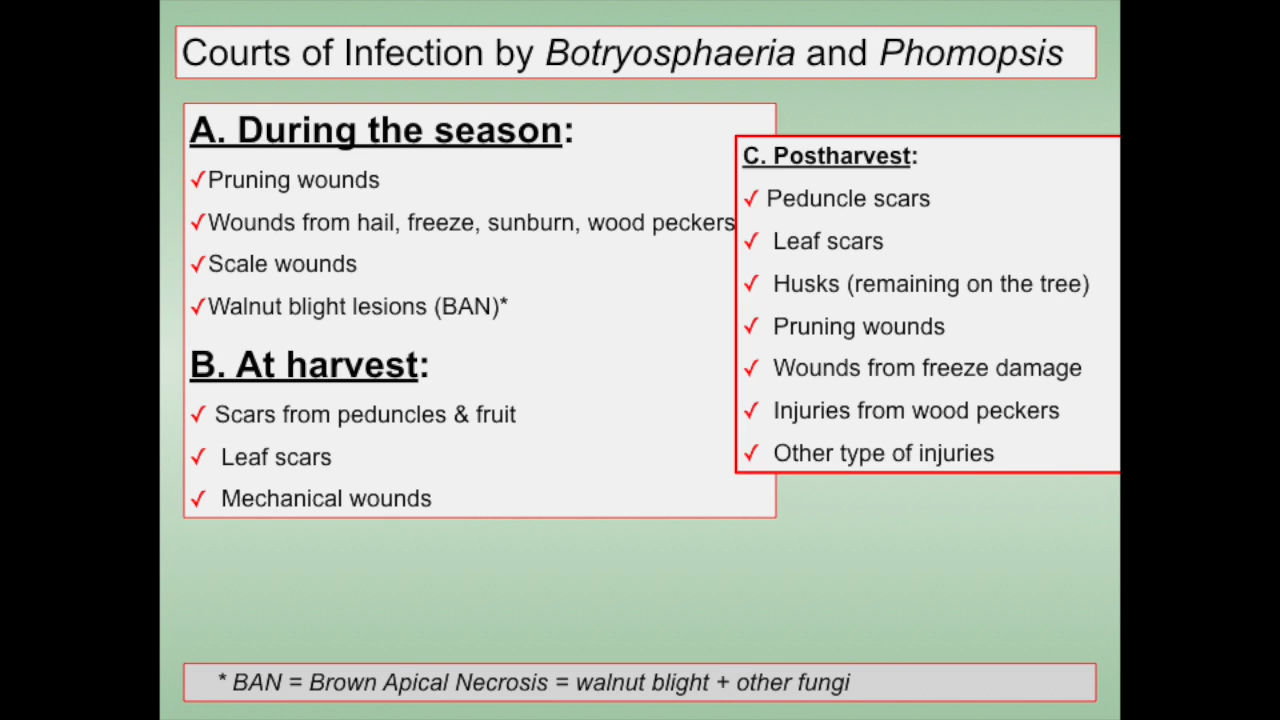 Courts of Infection by Botryosphaeria and Phomopsis
A. During the season:
✓Pruning wounds
✓Wounds from hail, freeze, sunburn, wood peckers
✓Scale wounds
✓Walnut blight lesions (BAN)*
B. At harvest:
✓ Scars from peduncles & fruit
✓ Leaf scars
✓ Mechanical wounds
C. Postharvest:
✓ Peduncle scars
✓ Leaf scars
✓ Husks (remaining on the tree)
✓ Pruning wounds
✓ Wounds from freeze damage
✓ Injuries from wood peckers
✓ Other type of injuries
* BAN = Brown Apical Necrosis = walnut blight + other fungi